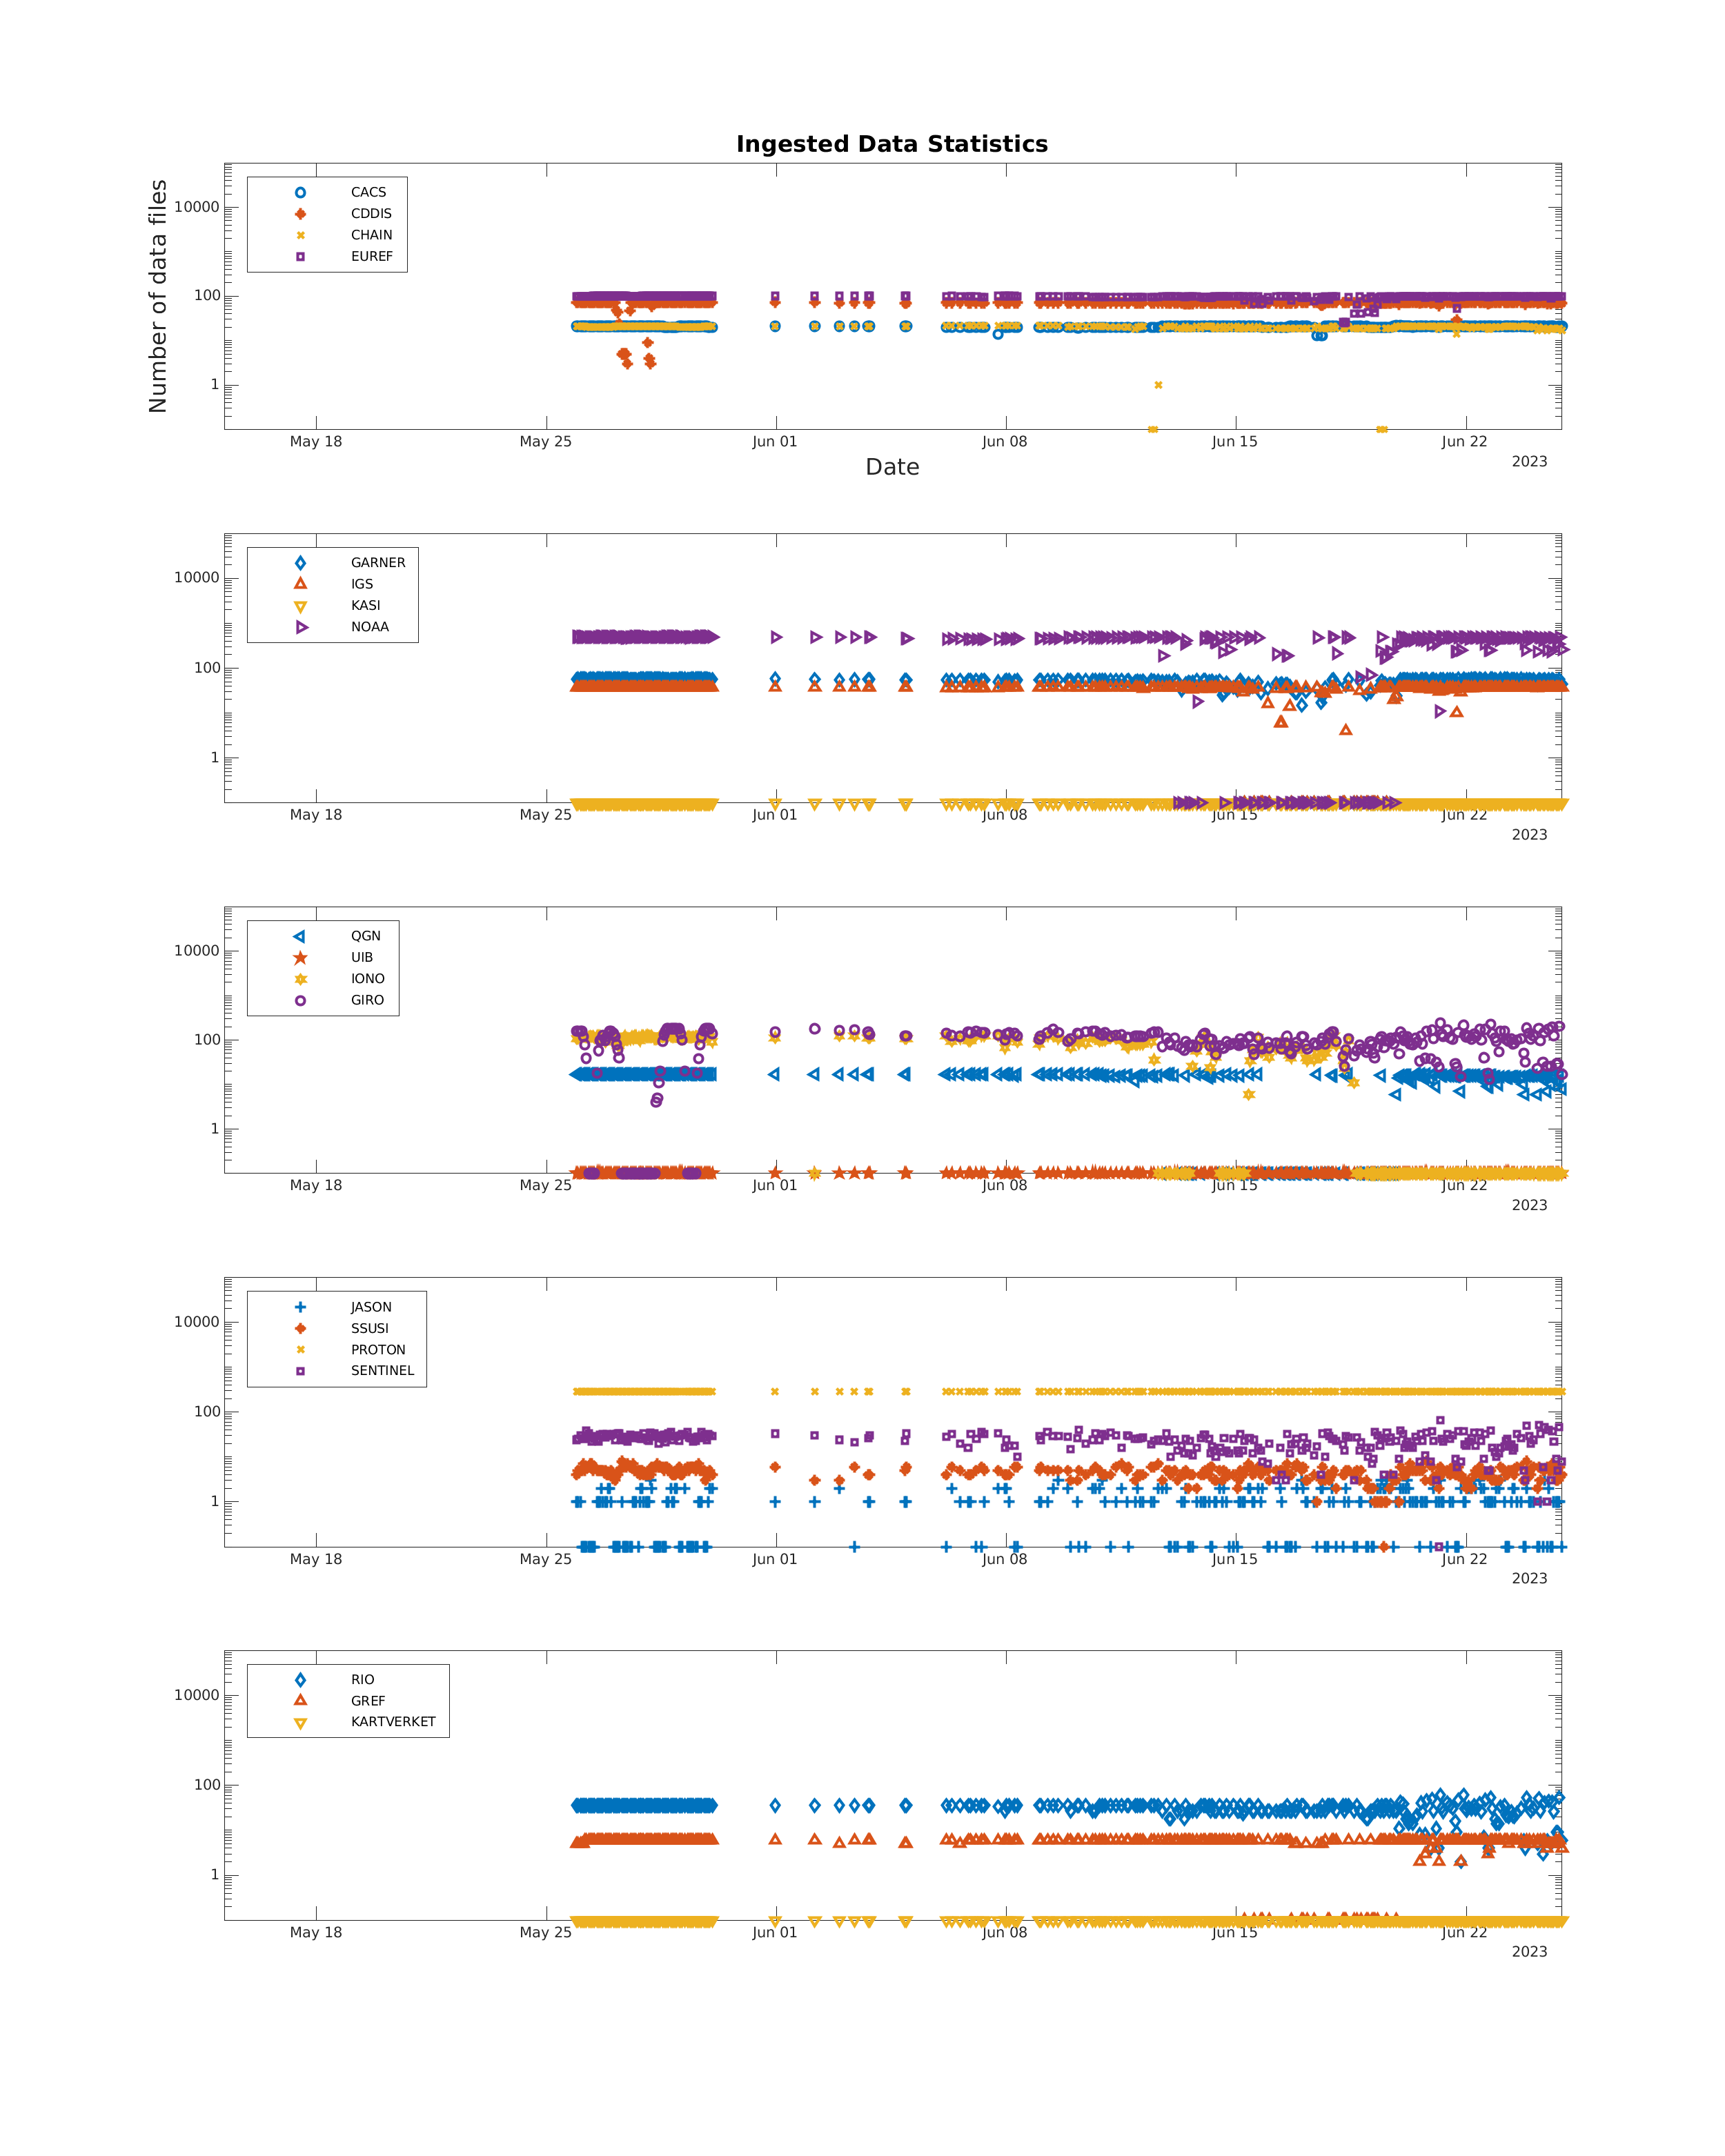 Ingested Data Statistics
Number of data files
CACS
CDDIS
CHAIN
EUREF
10000
100
1
May 18 May 25 Jun 01 Jun 08 Jun 15 Jun 22
2023
Date
GARNER
IGS
KASI
NOAA
10000
100
1
May 18 May 25 Jun 01 Jun 08 Jun 15 Jun 22
2023
QGN
UIB
IONO
GIRO
10000
100
1
May 18 May 25 Jun 01 Jun 08 Jun 15 Jun 22
2023
JASON
SSUSI
PROTON
SENTINEL
10000
100
1
May 18 May 25 Jun 01 Jun 08 Jun 15 Jun 22
2023
RIO
GREF
KARTVERKET
10000
100
1
May 18 May 25 Jun 01 Jun 08 Jun 15 Jun 22
2023